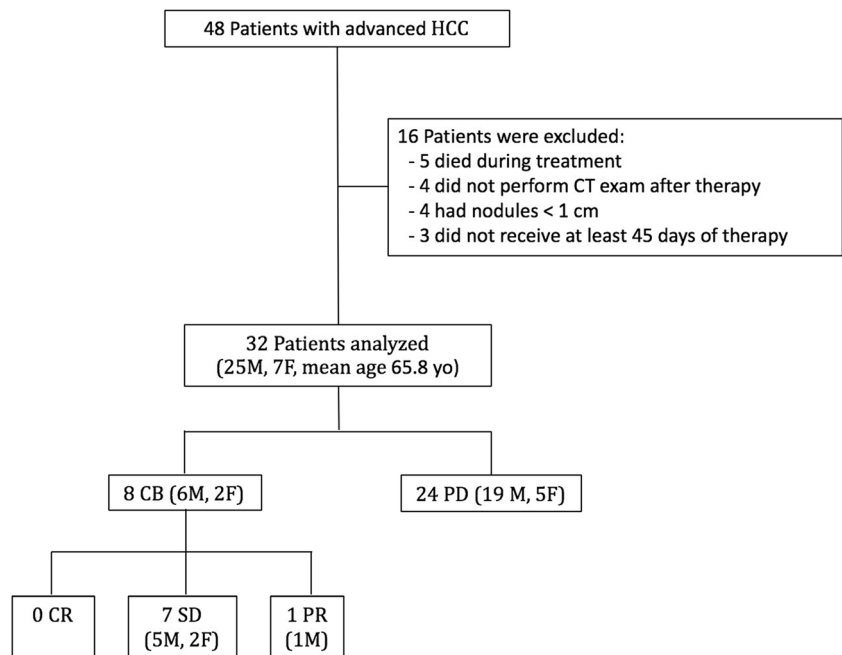 48 Patients with advanced HCC
16 Patients were excluded:
- 5 died during treatment
- 4 did not perform CT exam after therapy
- 4 had nodules < 1 cm
- 3 did not receive at least 45 days of therapy
32 Patients analyzed
(25M, 7F, mean age 65.8 yo)
8 CB (6M, 2F)
24 PD (19 M, 5F)
0 CR
7 SD
(5M, 2F)
1 PR
(1M)